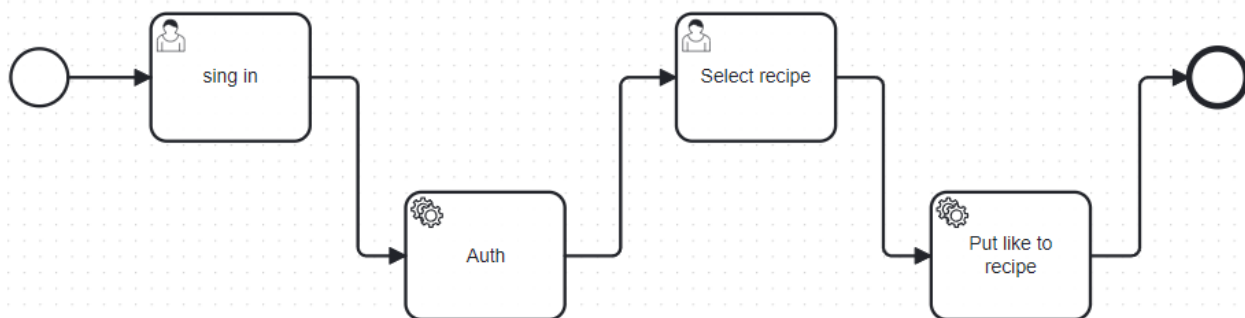 sing in
Auth
Select recipe
Put like to
recipe